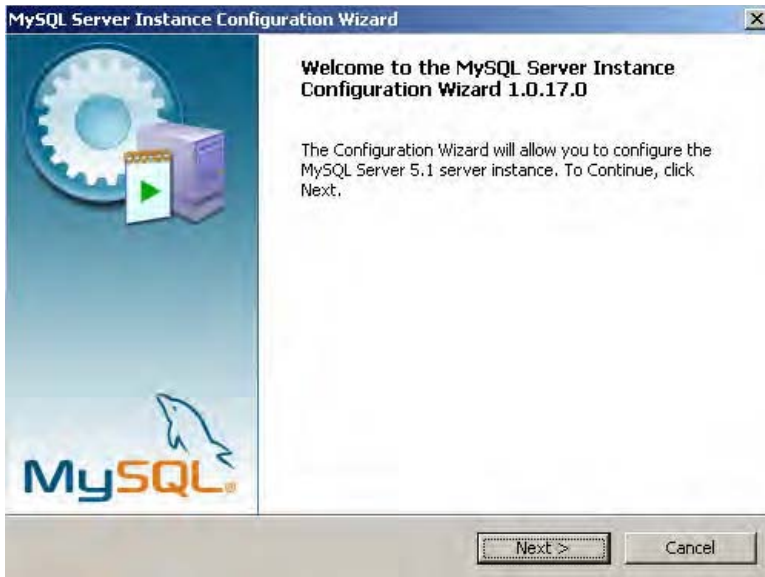 MySQL Server Instance Configuration Wizard
Welcome to the MySQL Server Instance
Configuration Wizard 1.0.17.0
The Configuration Wizard will allow you to configure the
MySQL Server 5.1 server instance. To Continue, click
Next.
MySQL®
Next >
Cancel